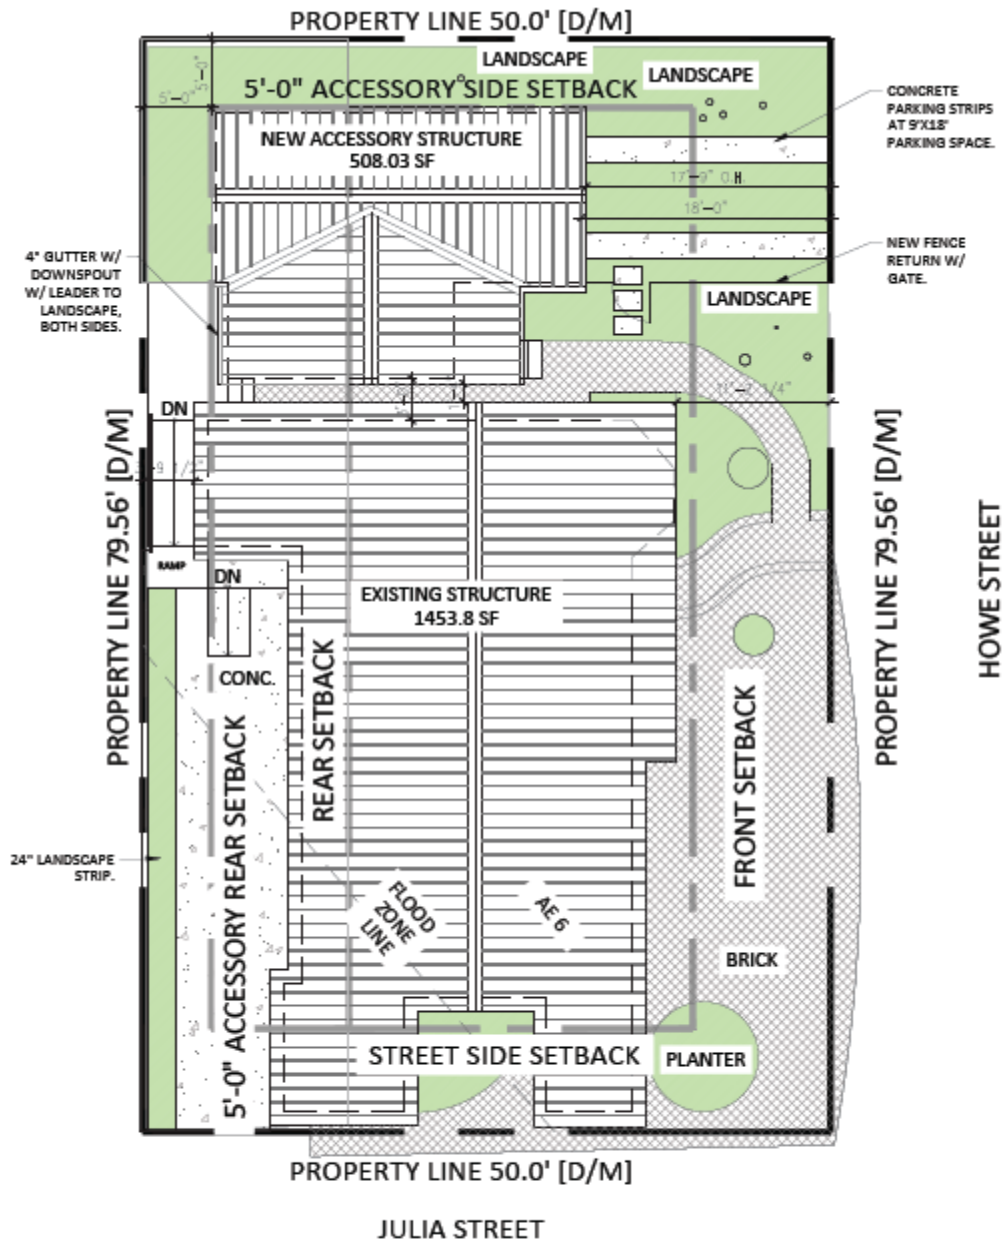 PROPERTY LINE 50.0' [D/M]
LANDSCAPE
LANDSCAPE
5'-0"
5'-0"
5'-0" ACCESSORY SIDE SETBACK
CONCRETE
PARKING STRIPS
AT 9'X18'
PARKING SPACE.
NEW ACCESSORY STRUCTURE
508.03 SF
17'-9" O.H.
18'-0"
4" GUTTER W/
DOWNSPOUT
W/ LEADER TO
LANDSCAPE,
BOTH SIDES.
NEW FENCE
RETURN W/
GATE.
LANDSCAPE
DN
PROPERTY LINE 79.56' [D/M]
PROPERTY LINE 79.56' [D/M]
HOWE STREET
RAMP
DN
EXISTING STRUCTURE
1453.8 SF
CONC.
REAR SETBACK
5'-0" ACCESSORY REAR SETBACK
FRONT SETBACK
24" LANDSCAPE
STRIP.
FLOOD
ZONE
LINE
AE 6
BRICK
STREET SIDE SETBACK
PLANTER
PROPERTY LINE 50.0' [D/M]
JULIA STREET